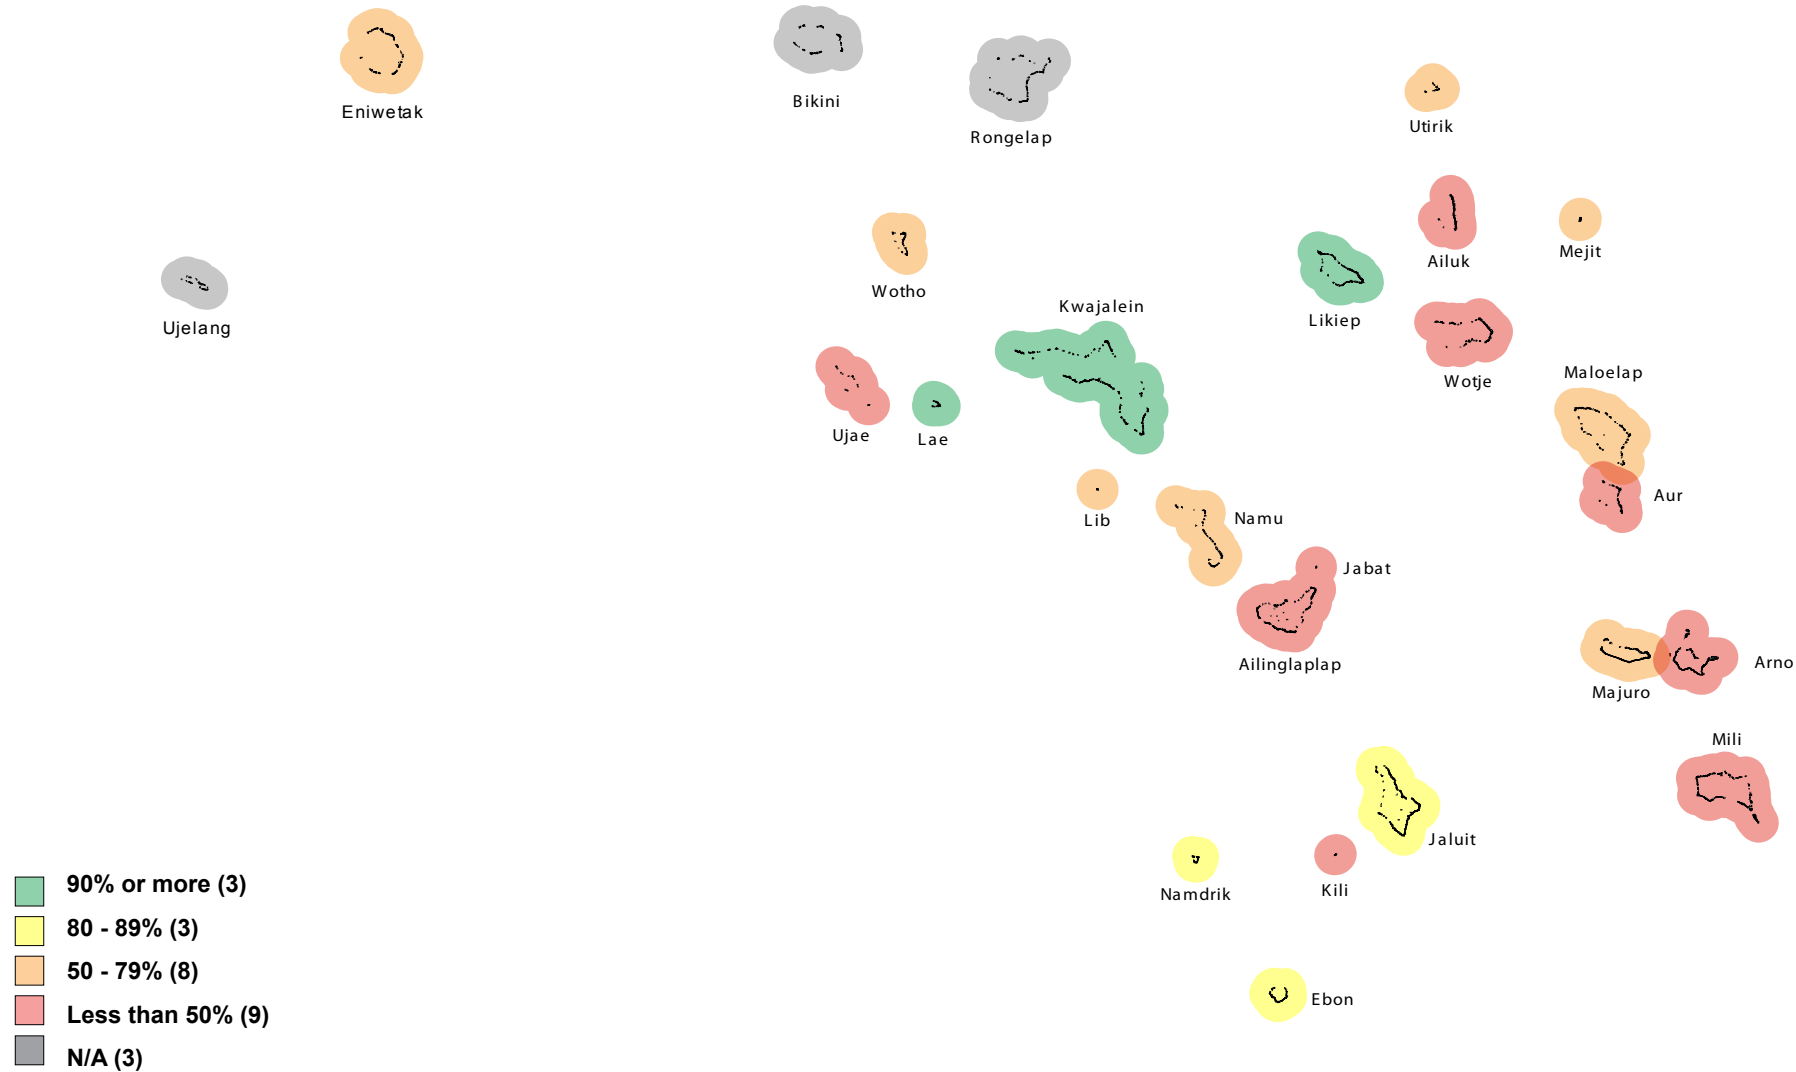 Eniwetak
Bikini
Rongelap
Utirik
Ailuk
Mejit
Wotho
Ujelang
Kwajalein
Likiep
Wotje
Maloelap
Ujae
Lae
Aur
Lib
Namu
Jabat
Ailinglaplap
Majuro
Arno
Mili
Jaluit
Namdrik
Kili
Ebon
90% or more (3)
80 - 89% (3)
50 - 79% (8)
Less than 50% (9)
N/A (3)